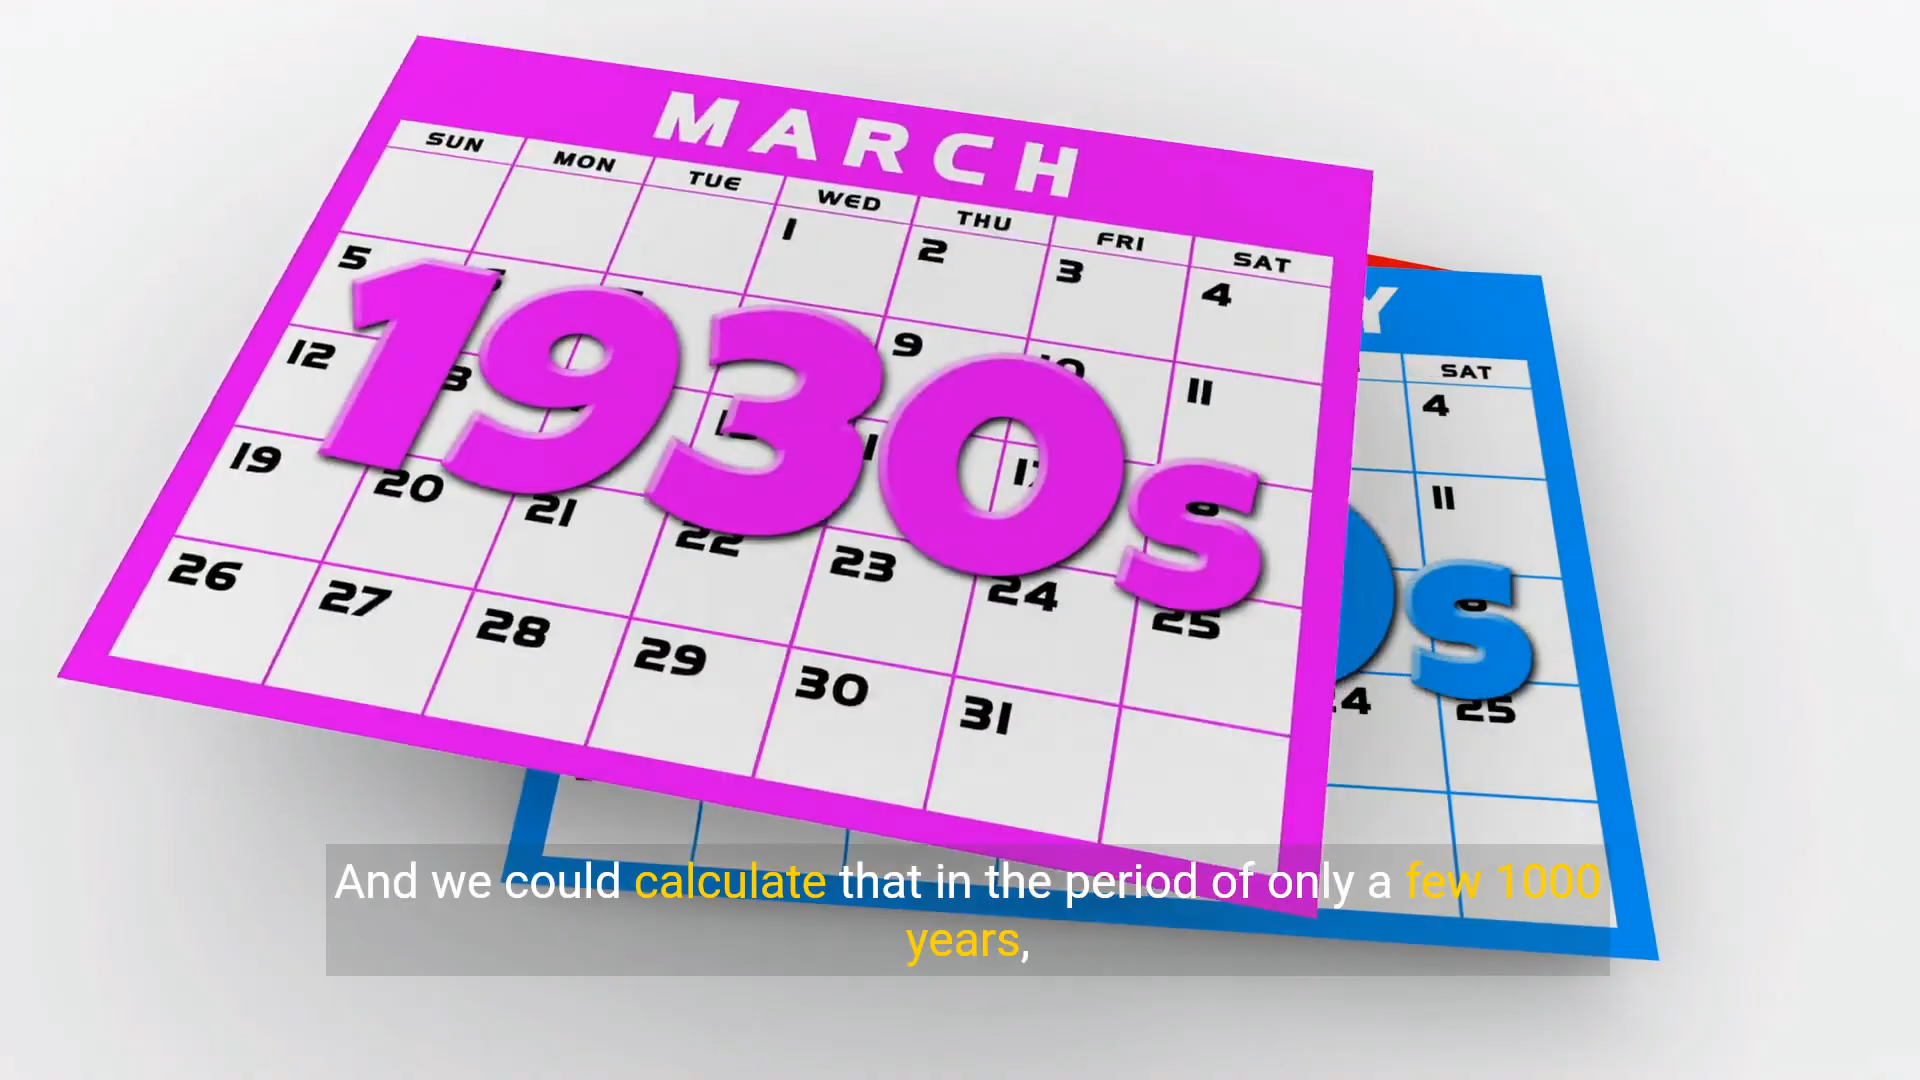 MARCH
SUN MON TUE WED THU FRI SAT
1 2 3 4
5 9 11
12
19 20 21 22 23 24 25
26 27 28 29 30 31
1930s
Y
SAT
4
11
s
25
And we could calculate that in the period of only a few 1000
years,